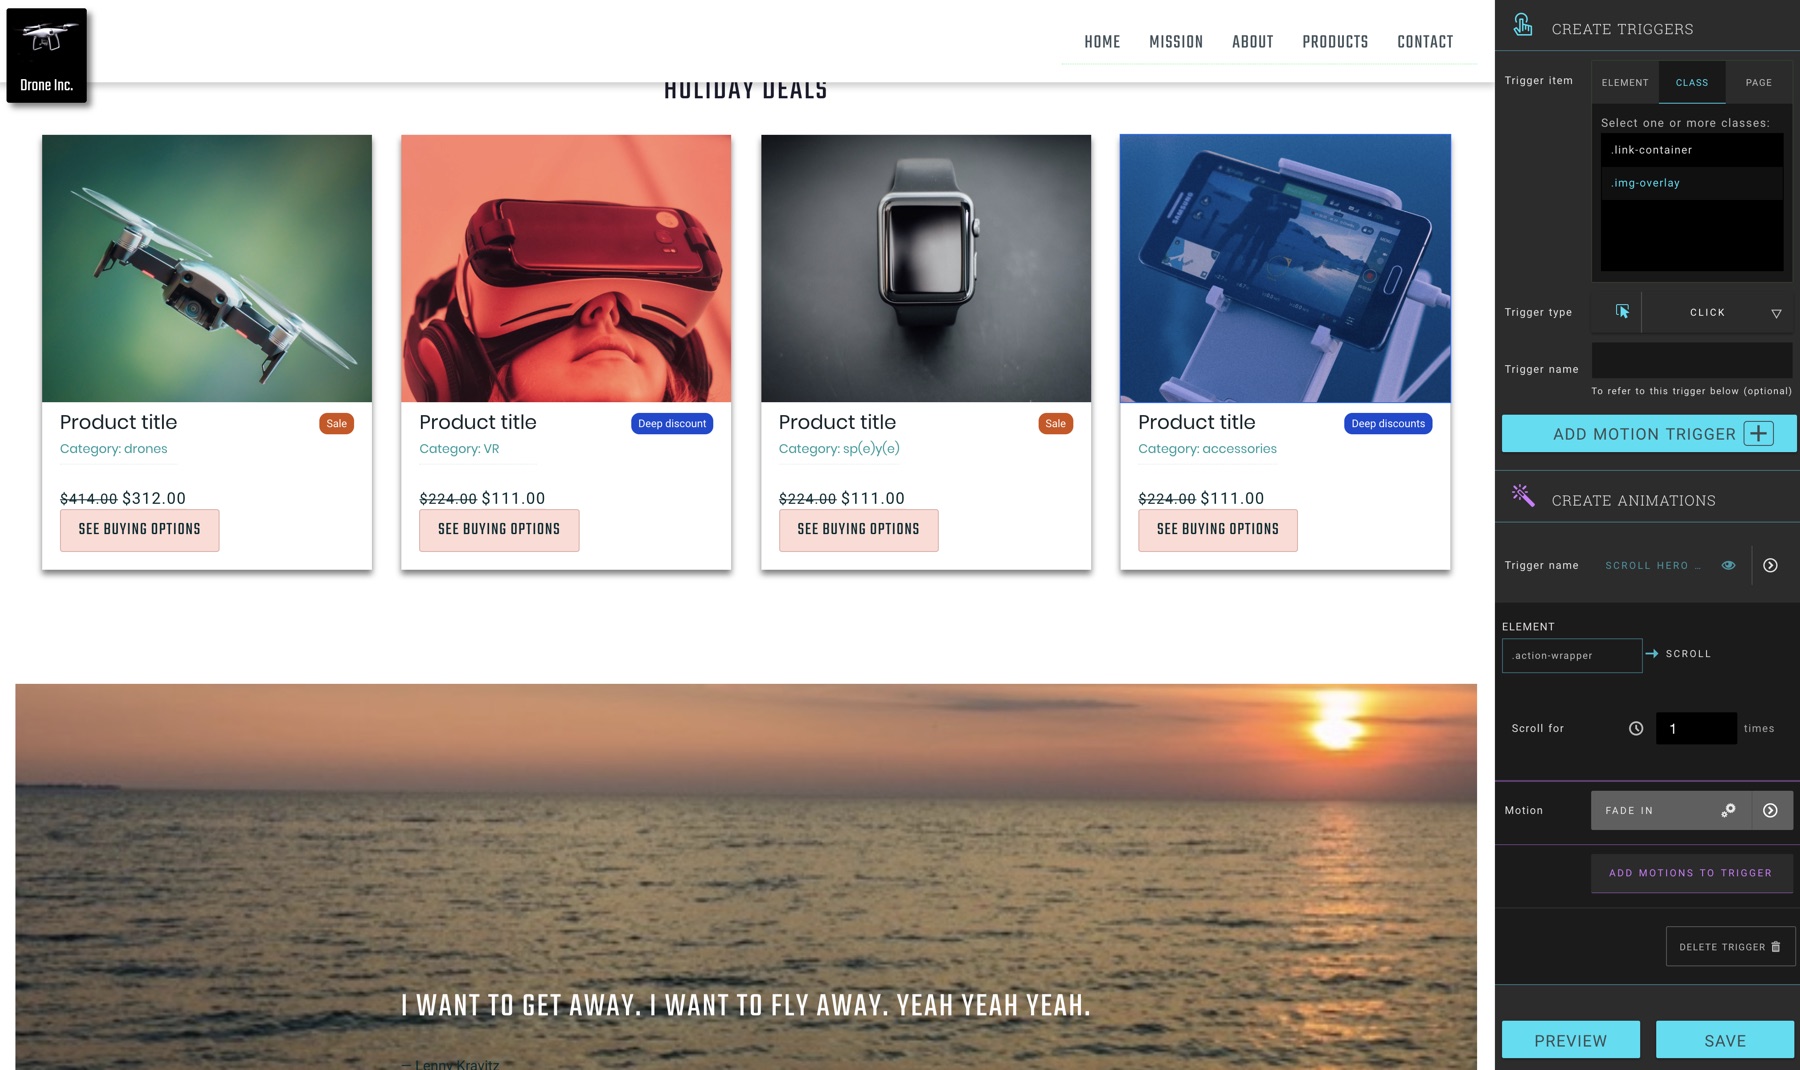 Drone Inc.
HOME MISSION ABOUT PRODUCTS CONTACT
HOLIDAY DEALS
SAMSUNG
Product title
Sale
Category: drones
$414.00 $312.00
SEE BUYING OPTIONS
Product title
Deep discount
Category: VR
$224.00 $111.00
SEE BUYING OPTIONS
Product title
Sale
Category: sp(e)y(e)
$224.00 $111.00
SEE BUYING OPTIONS
Product title
Deep discounts
Category: accessories
$224.00 $111.00
SEE BUYING OPTIONS
I WANT TO GET AWAY. I WANT TO FLY AWAY. YEAH YEAH YEAH.
— Lenny Kravitz
CREATE TRIGGERS
Trigger item
ELEMENT CLASS PAGE
Select one or more classes:
.link-container
.img-overlay
Trigger type
CLICK
Trigger name
To refer to this trigger below (optional)
ADD MOTION TRIGGER
CREATE ANIMATIONS
Trigger name
SCROLL HERO ...
ELEMENT
.action-wrapper
SCROLL
Scroll for
1 times
Motion
FADE IN
ADD MOTIONS TO TRIGGER
DELETE TRIGGER
PREVIEW
SAVE